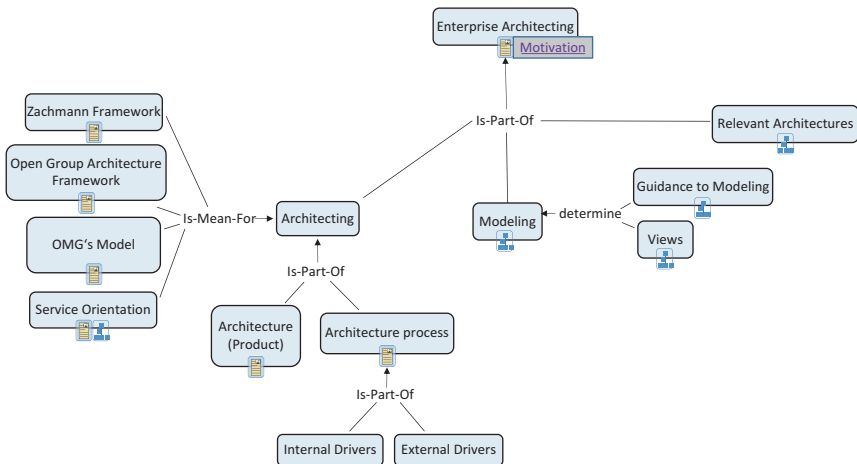 Enterprise Architecting
Motivation
Zachmann Framework
Is-Part-Of
Relevant Architectures
Open Group Architecture
Framework
Guidance to Modeling
Is-Mean-For
Architecting
Modeling
determine
OMG's Model
Views
Is-Part-Of
Service Orientation
Architecture
(Product)
Architecture process
Is-Part-Of
Internal Drivers
External Drivers